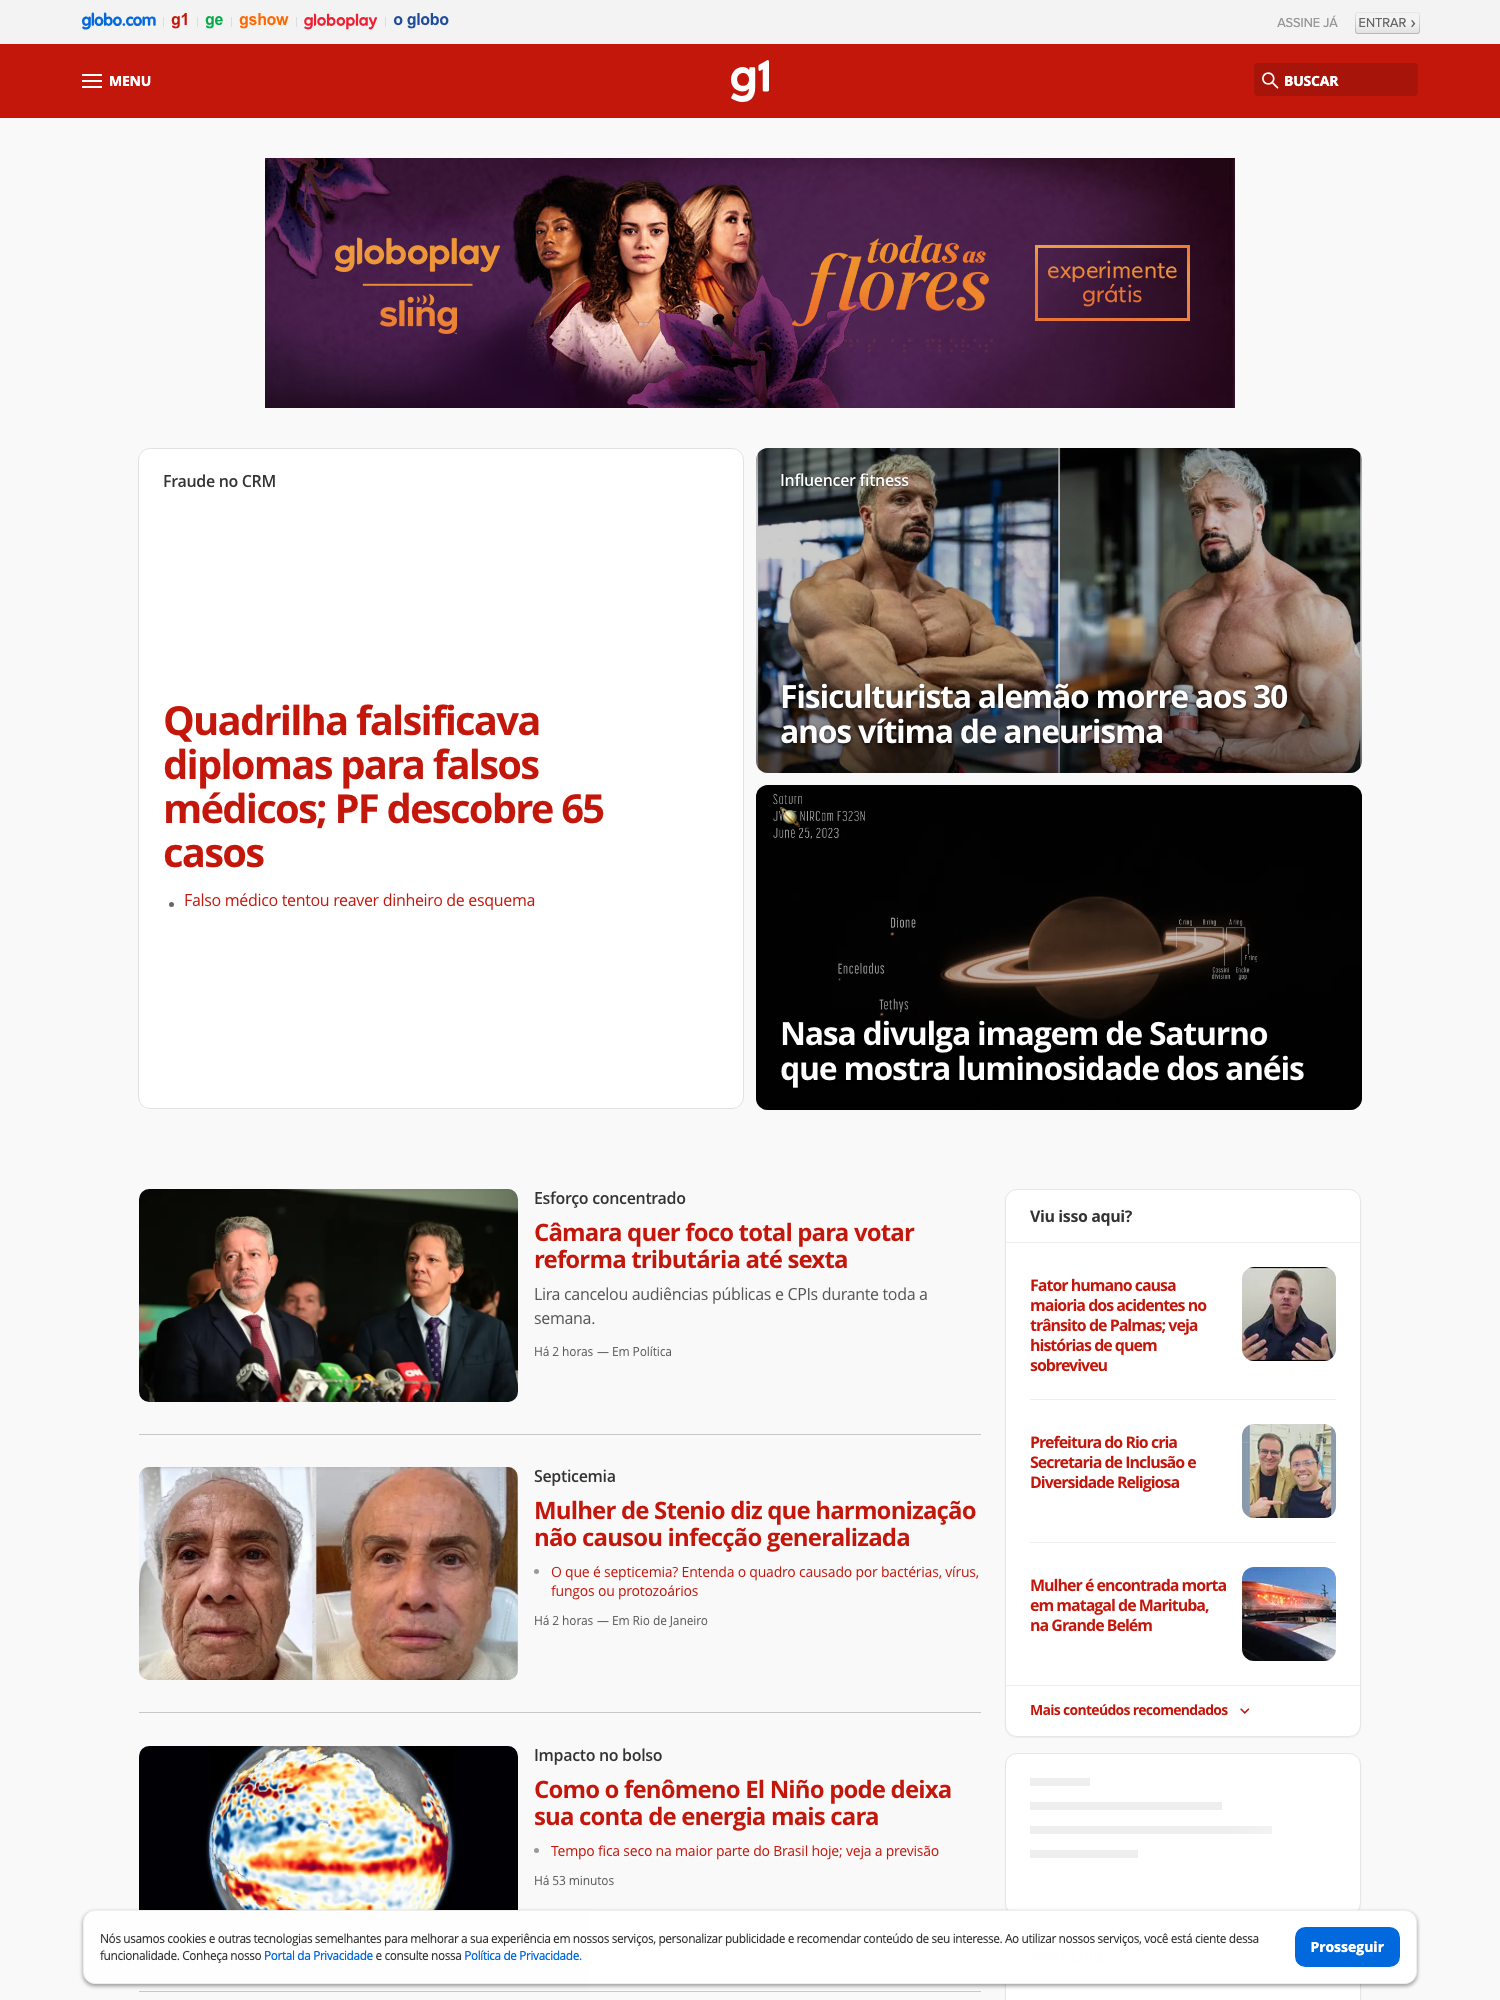 globo.com g1 ge gshow globoplay o globo
ASSINE JÁ ENTRAR ›
MENU
g1
BUSCAR
globoplay
sling
todas as
flores
experimente
grátis
Fraude no CRM
Quadrilha falsificava
diplomas para falsos
médicos; PF descobre 65
casos
• Falso médico tentou reaver dinheiro de esquema
Influencer fitness
Fisiculturista alemão morre aos 30
anos vítima de aneurisma
Saturn
NIRCam F323N
June 25, 2023
Dione
Enceladus
Tethys
C ring B ring A ring
F ring
Cassini
division
Encke
gap
Nasa divulga imagem de Saturno
que mostra luminosidade dos anéis
Esforço concentrado
Câmara quer foco total para votar
reforma tributária até sexta
Lira cancelou audiências públicas e CPIs durante toda a
semana.
Há 2 horas — Em Política
Septicemia
Mulher de Stenio diz que harmonização
não causou infecção generalizada
• O que é septicemia? Entenda o quadro causado por bactérias, vírus,
fungos ou protozoários
Há 2 horas — Em Rio de Janeiro
Impacto no bolso
Como o fenômeno El Niño pode deixa
sua conta de energia mais cara
• Tempo fica seco na maior parte do Brasil hoje; veja a previsão
Há 53 minutos
Viu isso aqui?
Fator humano causa
maioria dos acidentes no
trânsito de Palmas; veja
histórias de quem
sobreviveu
Prefeitura do Rio cria
Secretaria de Inclusão e
Diversidade Religiosa
Mulher é encontrada morta
em matagal de Marituba,
na Grande Belém
Mais conteúdos recomendados
Nós usamos cookies e outras tecnologias semelhantes para melhorar a sua experiência em nossos serviços, personalizar publicidade e recomendar conteúdo de seu interesse. Ao utilizar nossos serviços, você está ciente dessa
funcionalidade. Conheça nosso Portal da Privacidade e consulte nossa Política de Privacidade.
Prosseguir